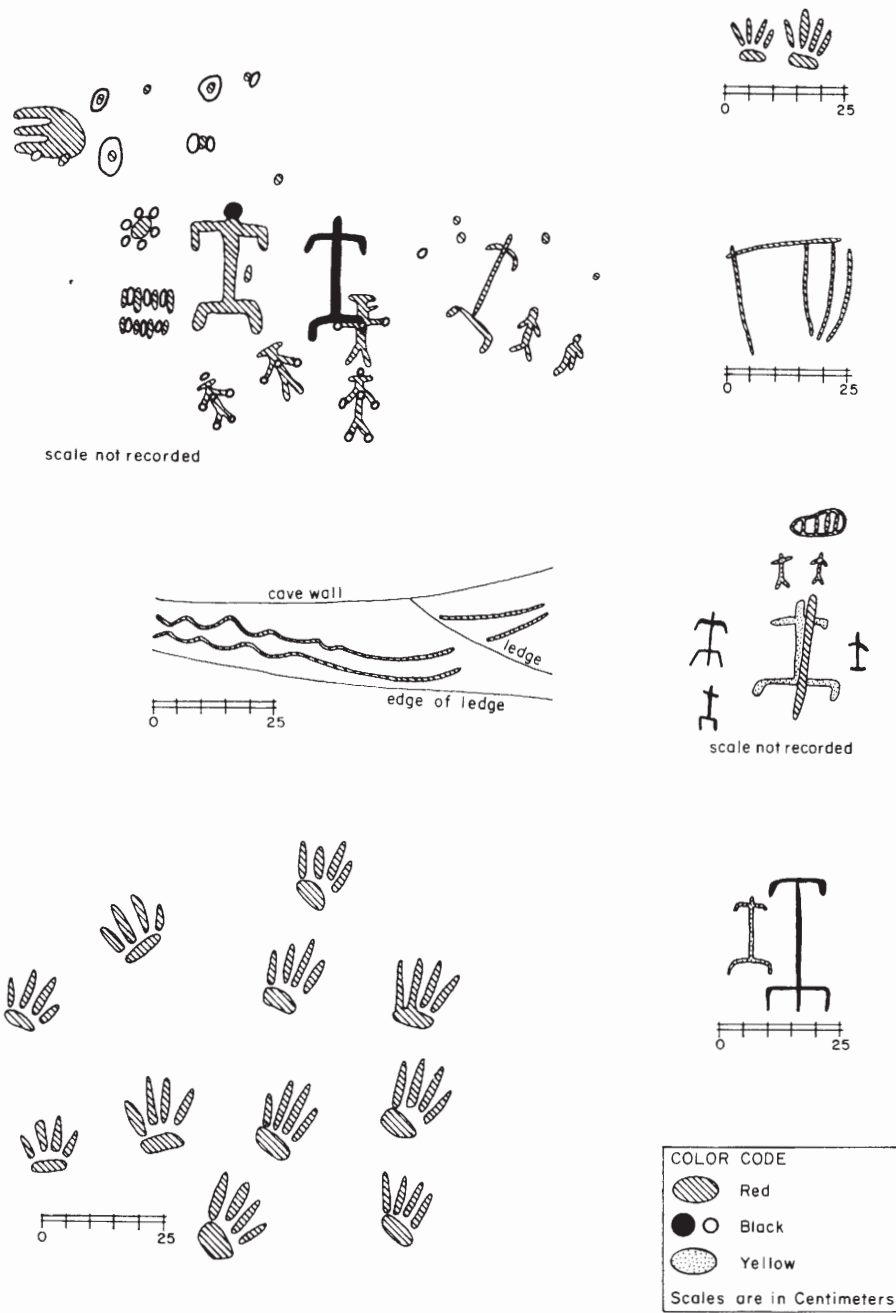 0 25
0 25
scale not recorded
cave wall
ledge
edge of ledge
0 25
scale not recorded
0 25
0 25
COLOR CODE
Red
Black
Yellow
Scales are in Centimeters